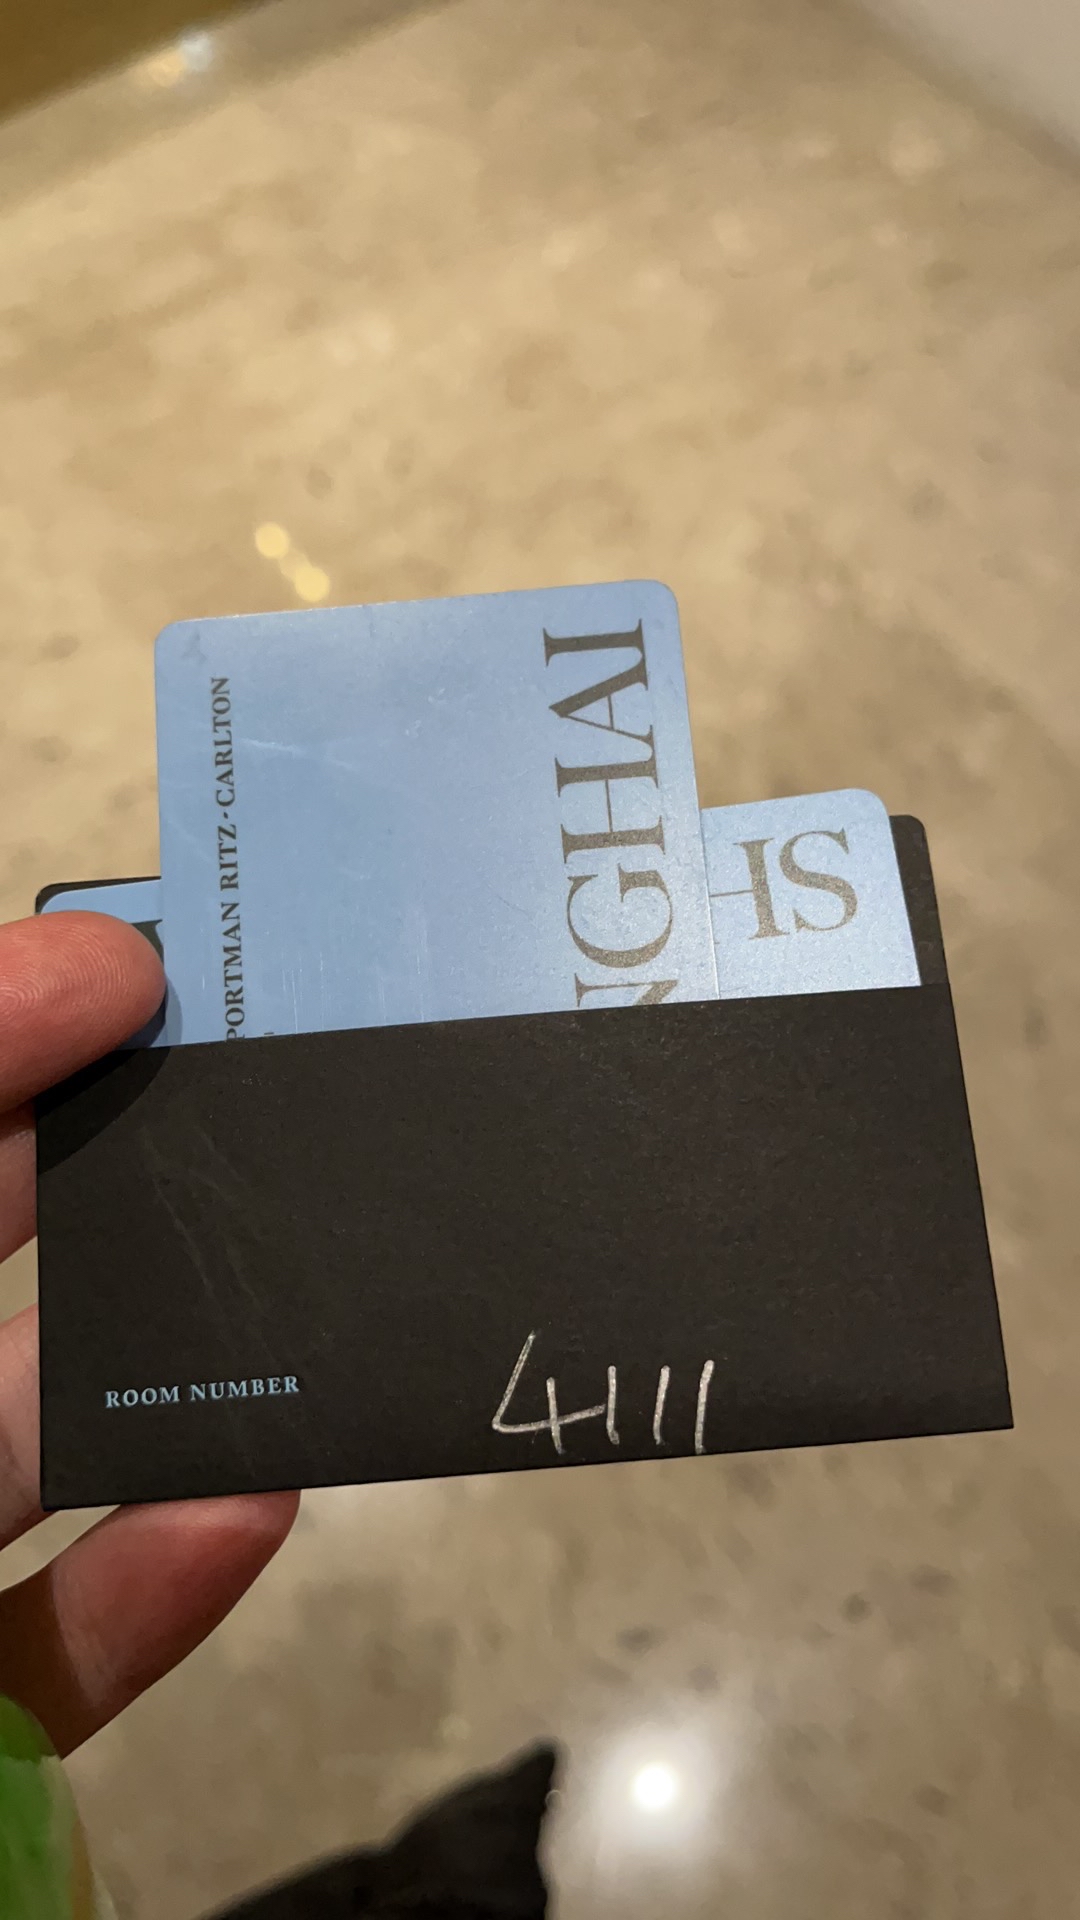 PORTMAN RITZ·CARLTON
NGHAI
SH
ROOM NUMBER
4111